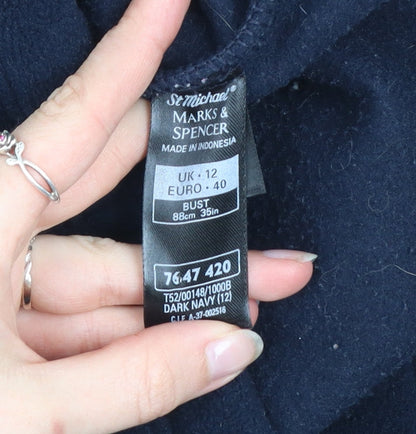 St Michael®
MARKS &
SPENCER
MADE IN INDONESIA
UK · 12
EURO · 40
BUST
88cm 35in
7647 420
T52/00148/1000B
DARK NAVY (12)
C.I.F. A-37-002516